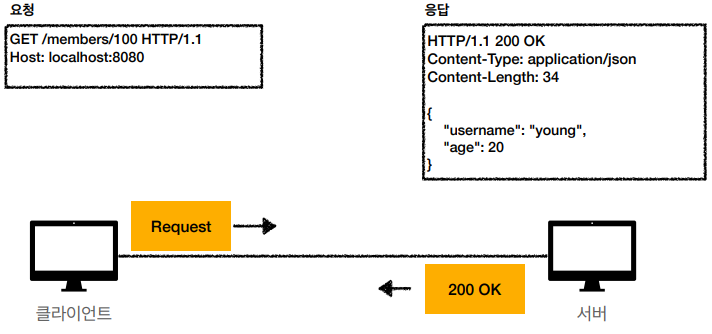 요청
GET /members/100 HTTP/1.1
Host: localhost:8080
응답
HTTP/1.1 200 OK
Content-Type: application/json
Content-Length: 34
{
"username": "young",
"age": 20
}
Request
200 OK
클라이언트
서버